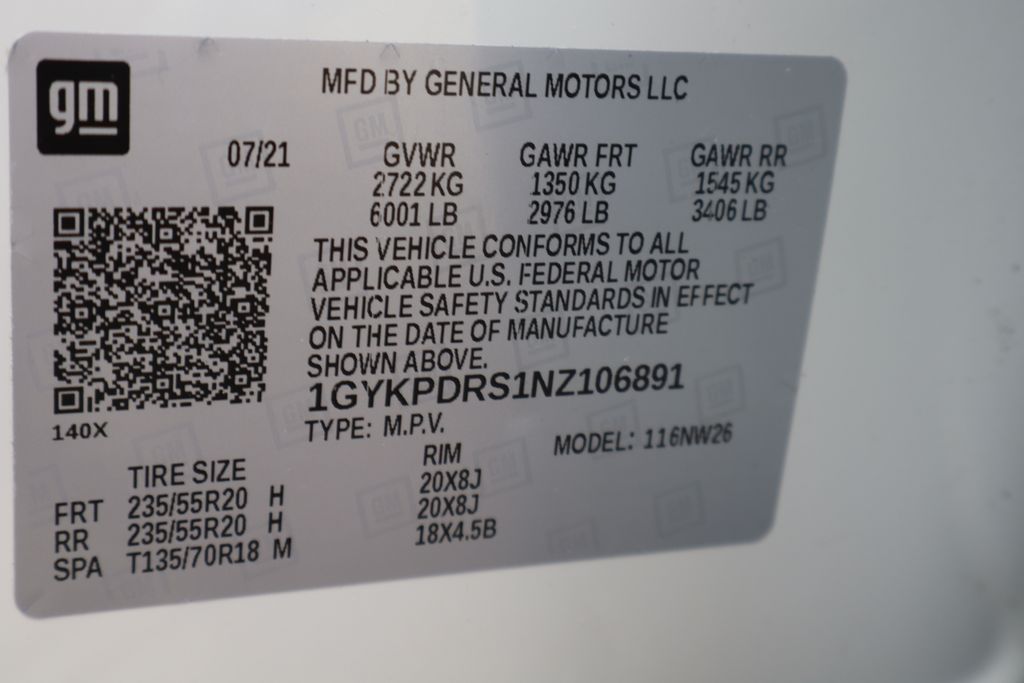 gm
MFD BY GENERAL MOTORS LLC
07/21 GVWR GAWR FRT GAWR RR
2722 KG 1350 KG 1545 KG
6001 LB 2976 LB 3406 LB
THIS VEHICLE CONFORMS TO ALL
APPLICABLE U.S. FEDERAL MOTOR
VEHICLE SAFETY STANDARDS IN EFFECT
ON THE DATE OF MANUFACTURE
SHOWN ABOVE.
1GYKPDRS1NZ106891
140X
TYPE: M.P.V. MODEL: 116NW26
TIRE SIZE RIM
FRT 235/55R20 H 20X8J
RR 235/55R20 H 20X8J
SPA T135/70R18 M 18X4.5B